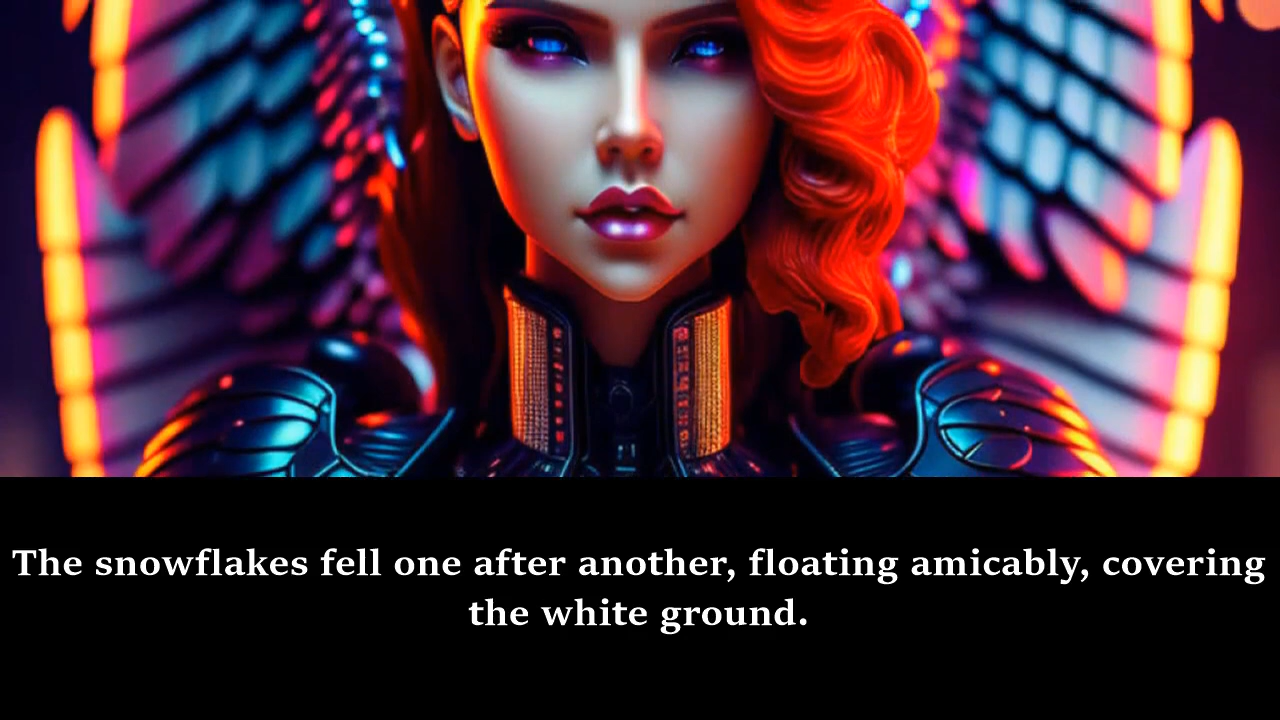 The snowflakes fell one after another, floating amicably, covering
the white ground.